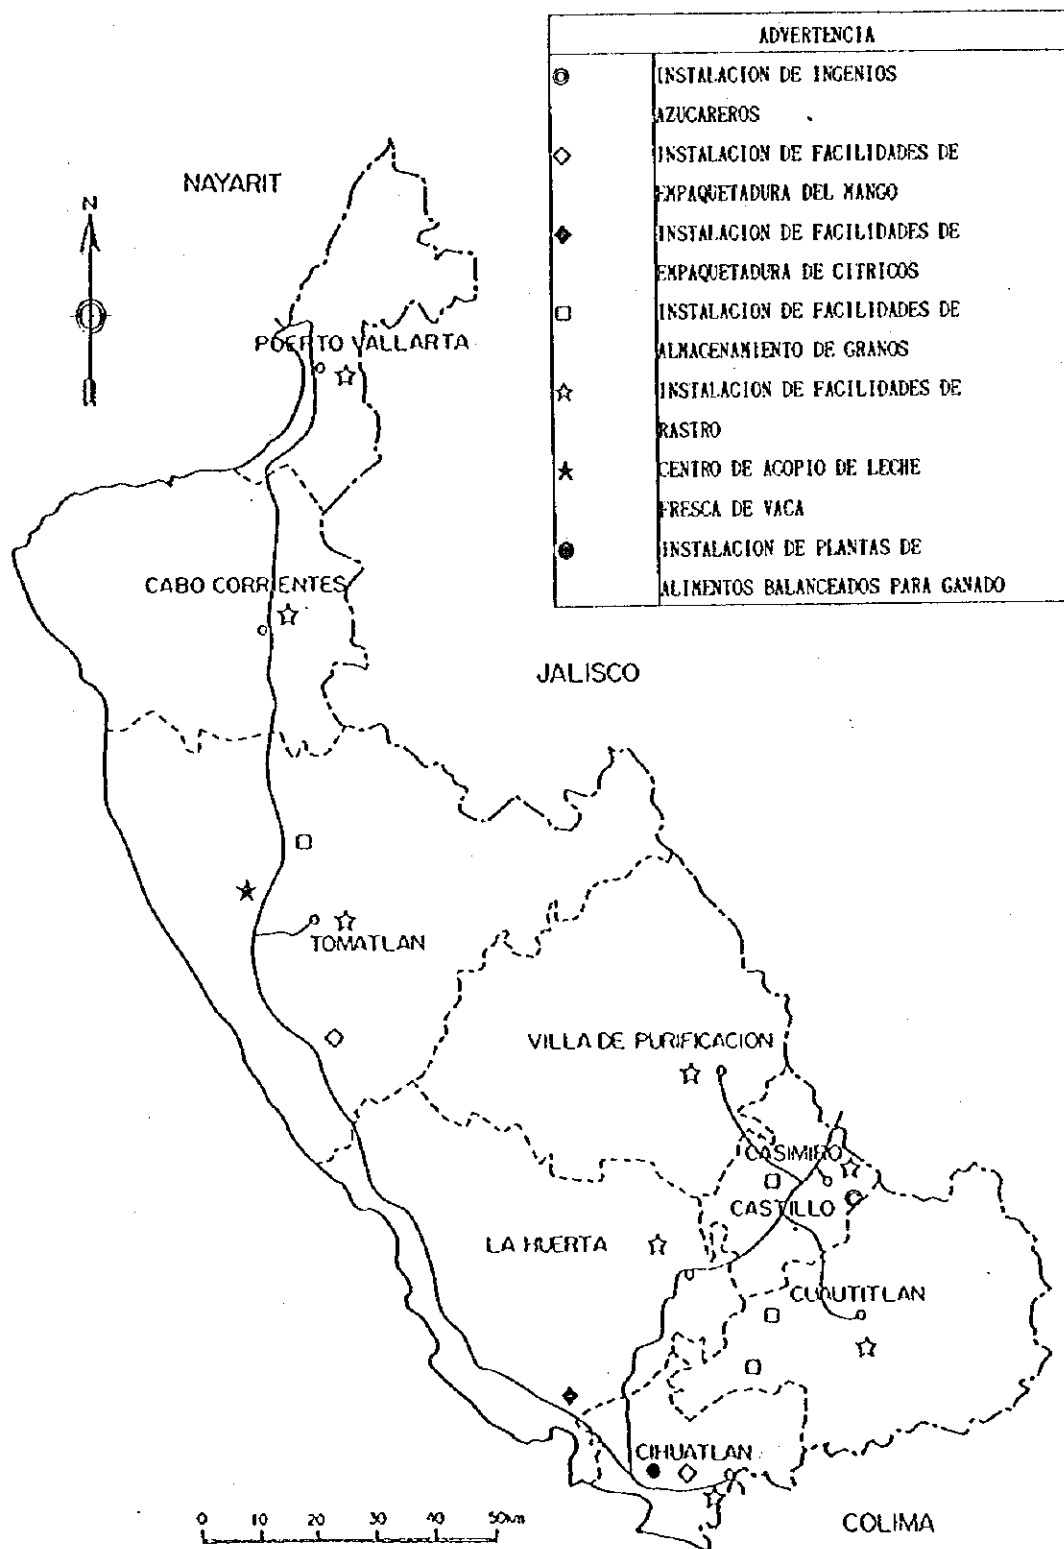 ADVERTENCIA
INSTALACION DE INGENIOS
AZUCAREROS
INSTALACION DE FACILIDADES DE
EMPAQUETADURA DEL MANGO
INSTALACION DE FACILIDADES DE
EMPAQUETADURA DE CITRICOS
INSTALACION DE FACILIDADES DE
ALMACENAMIENTO DE GRANOS
INSTALACION DE FACILIDADES DE
RASTRO
CENTRO DE ACOPIO DE LECHE
FRESCA DE VACA
INSTALACION DE PLANTAS DE
ALIMENTOS BALANCEADOS PARA GANADO
NAYARIT
N
PUERTO VALLARTA
CABO CORRIENTES
JALISCO
TOMATLAN
VILLA DE PURIFICACION
CASIMIRO
CASTILLO
LA HUERTA
CUAUTITLAN
CIHUATLAN
COLIMA
0 10 20 30 40 50km